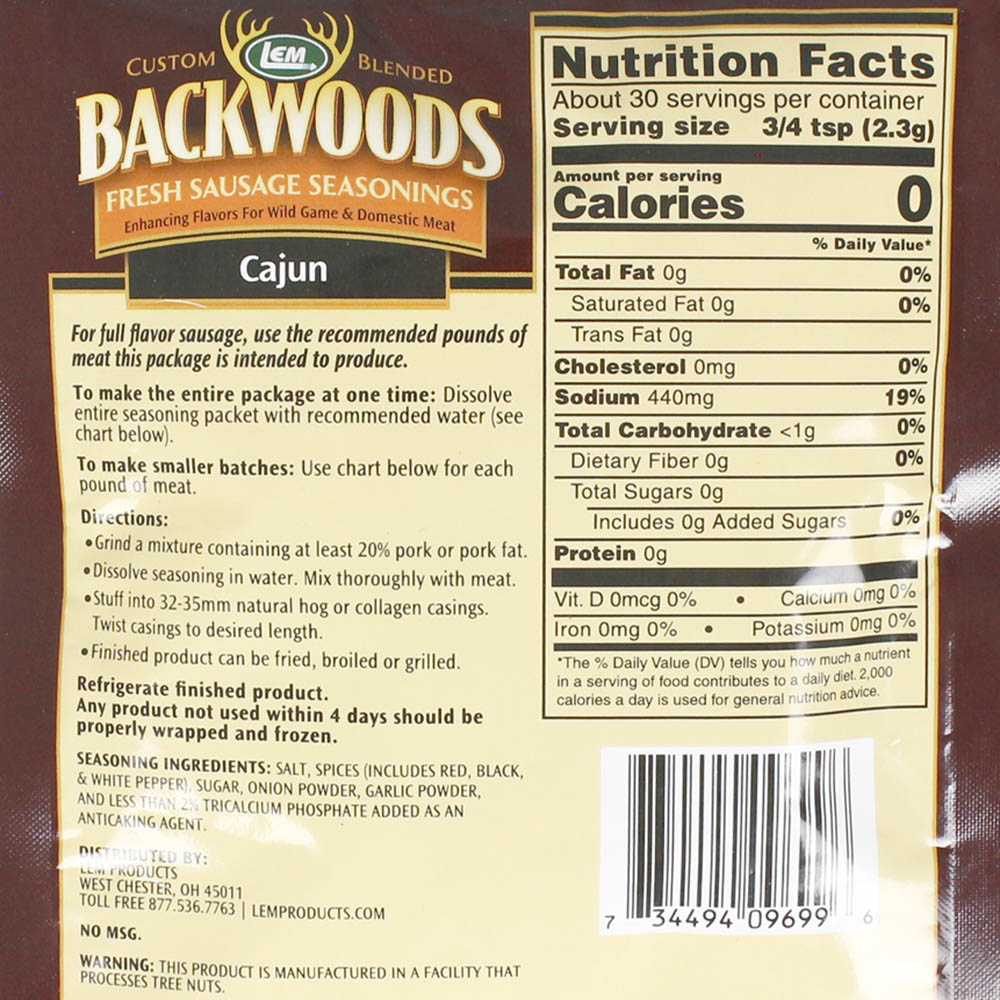 CUSTOM LEM BLENDED
BACKWOODS
FRESH SAUSAGE SEASONINGS
Enhancing Flavors For Wild Game & Domestic Meat
Cajun
For full flavor sausage, use the recommended pounds of
meat this package is intended to produce.
To make the entire package at one time: Dissolve
entire seasoning packet with recommended water (see
chart below).
To make smaller batches: Use chart below for each
pound of meat.
Directions:
•Grind a mixture containing at least 20% pork or pork fat.
•Dissolve seasoning in water. Mix thoroughly with meat.
•Stuff into 32-35mm natural hog or collagen casings.
Twist casings to desired length.
•Finished product can be fried, broiled or grilled.
Refrigerate finished product.
Any product not used within 4 days should be
properly wrapped and frozen.
SEASONING INGREDIENTS: SALT, SPICES (INCLUDES RED, BLACK,
& WHITE PEPPER), SUGAR, ONION POWDER, GARLIC POWDER,
AND LESS THAN 2% TRICALCIUM PHOSPHATE ADDED AS AN
ANTICAKING AGENT.
DISTRIBUTED BY:
LEM PRODUCTS
WEST CHESTER, OH 45011
TOLL FREE 877.536.7763 | LEMPRODUCTS.COM
NO MSG.
WARNING: THIS PRODUCT IS MANUFACTURED IN A FACILITY THAT
PROCESSES TREE NUTS.
Nutrition Facts
About 30 servings per container
Serving size 3/4 tsp (2.3g)
Amount per serving
Calories 0
% Daily Value*
Total Fat 0g 0%
Saturated Fat 0g 0%
Trans Fat 0g
Cholesterol 0mg 0%
Sodium 440mg 19%
Total Carbohydrate <1g 0%
Dietary Fiber 0g 0%
Total Sugars 0g
Includes 0g Added Sugars 0%
Protein 0g
Vit. D 0mcg 0% • Calcium 0mg 0%
Iron 0mg 0% • Potassium 0mg 0%
*The % Daily Value (DV) tells you how much a nutrient
in a serving of food contributes to a daily diet. 2,000
calories a day is used for general nutrition advice.
7 34494 09699 6